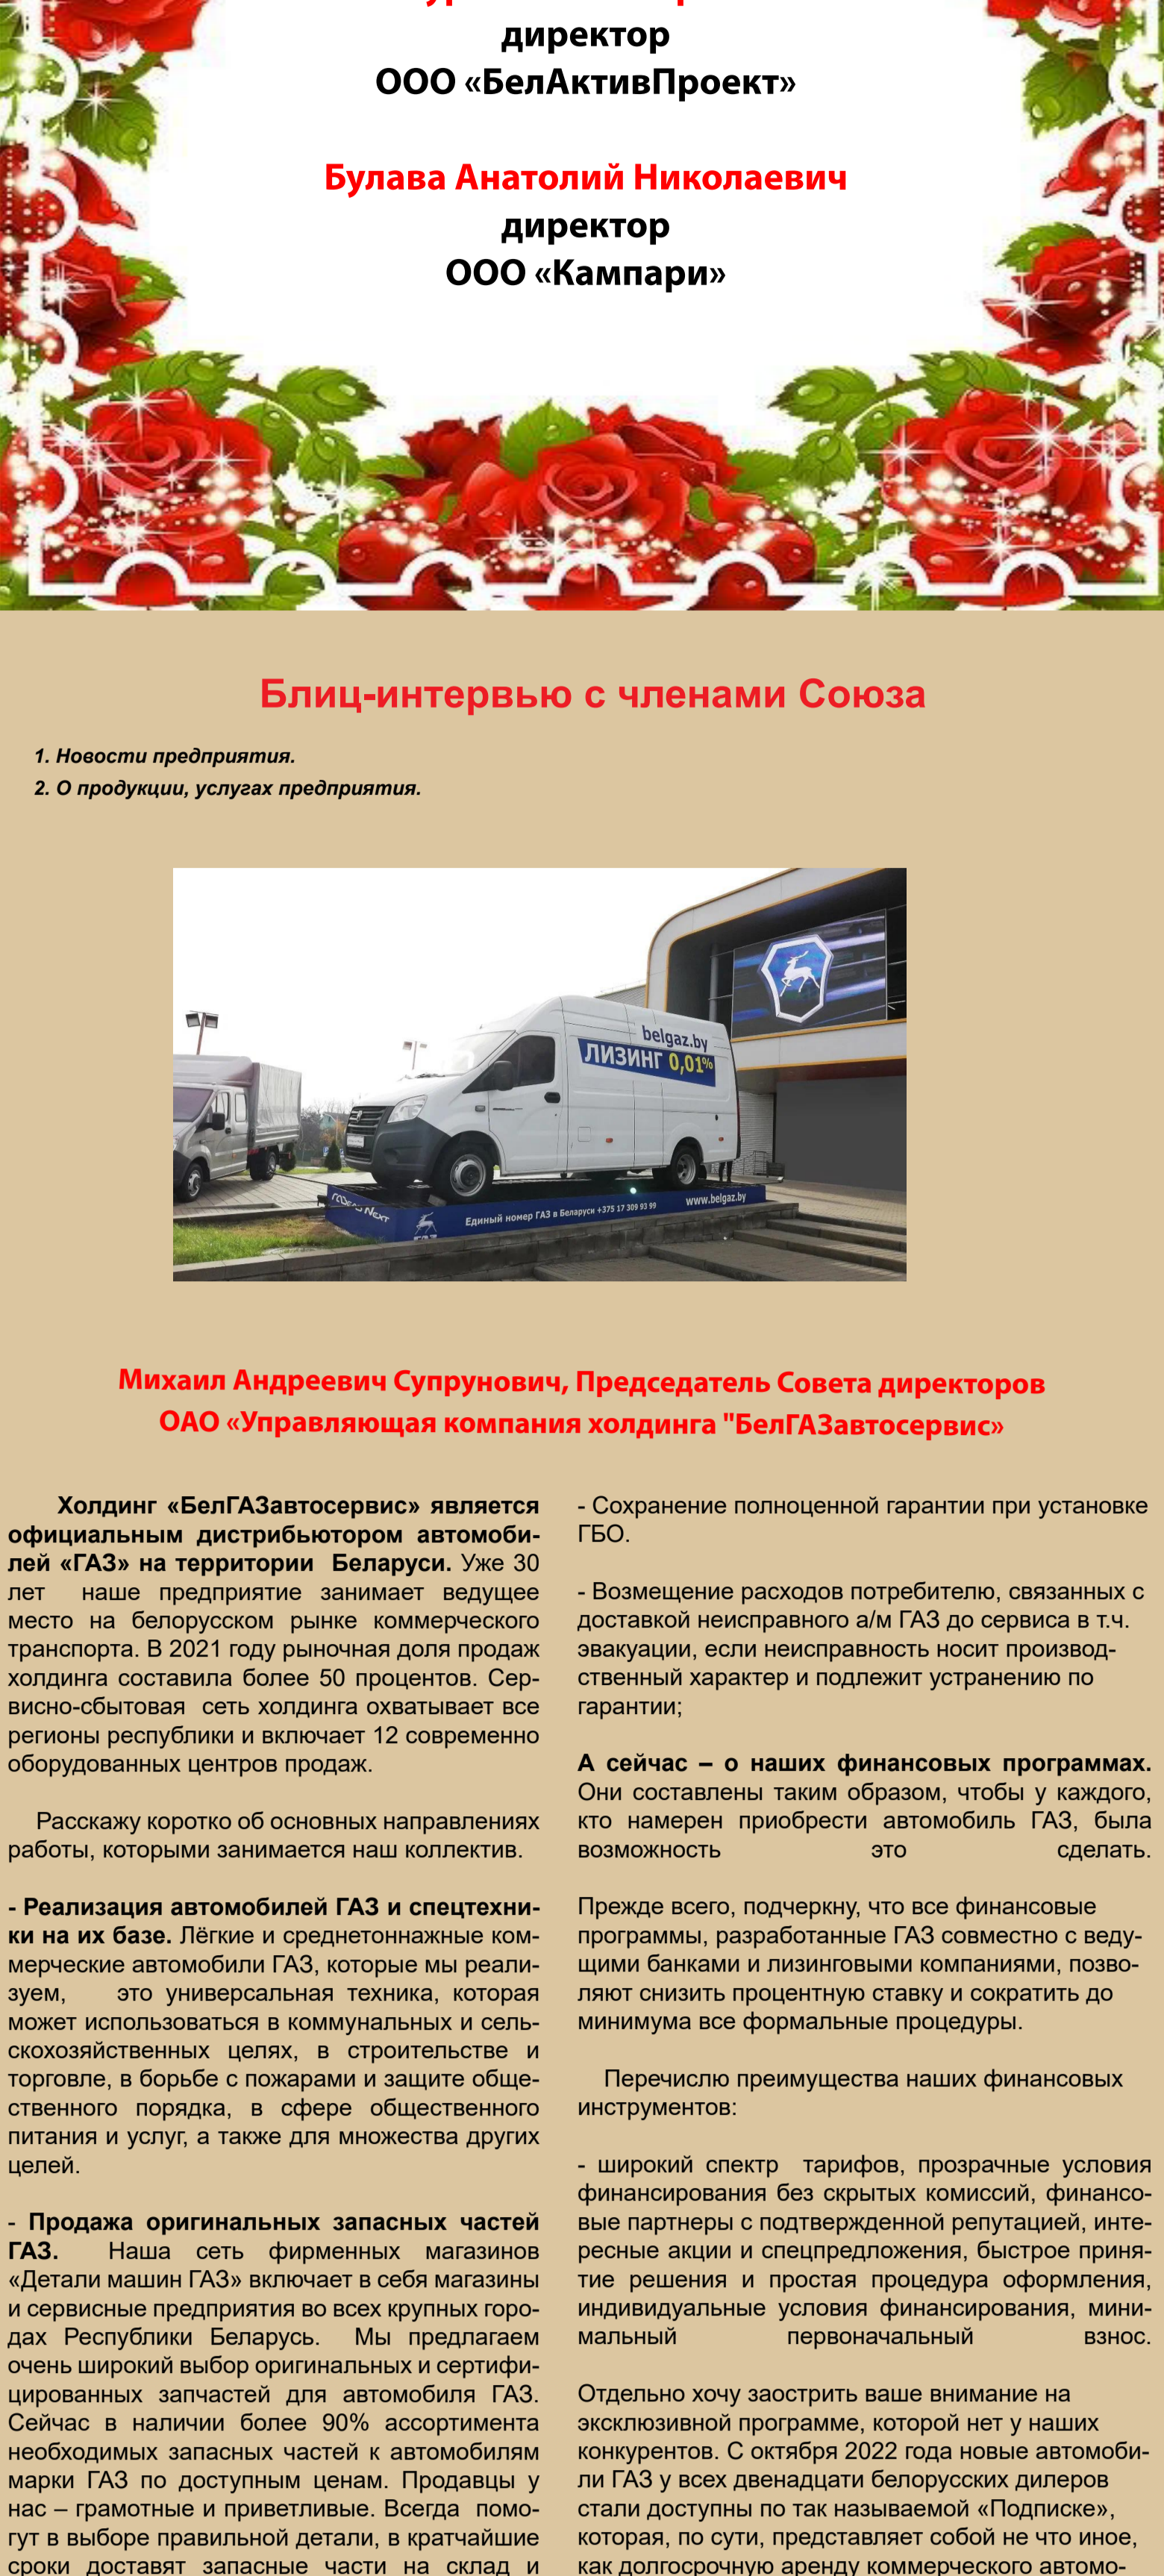 директор
ООО «БелАктивПроект»
Булава Анатолий Николаевич
директор
ООО «Кампари»
Блиц-интервью с членами Союза
1. Новости предприятия.
2. О продукции, услугах предприятия.
belgaz.by
ЛИЗИНГ 0,01%
Единый номер ГАЗ в Беларуси +375 17 309 93 99
www.belgaz.by
Михаил Андреевич Супрунович, Председатель Совета директоров
ОАО «Управляющая компания холдинга "БелГАЗавтосервис»
Холдинг «БелГАЗавтосервис» является
официальным дистрибьютором автомоби-
лей «ГАЗ» на территории Беларуси. Уже 30
лет наше предприятие занимает ведущее
место на белорусском рынке коммерческого
транспорта. В 2021 году рыночная доля продаж
холдинга составила более 50 процентов. Сер-
висно-сбытовая сеть холдинга охватывает все
регионы республики и включает 12 современно
оборудованных центров продаж.
Расскажу коротко об основных направлениях
работы, которыми занимается наш коллектив.
- Реализация автомобилей ГАЗ и спецтехни-
ки на их базе. Лёгкие и среднетоннажные ком-
мерческие автомобили ГАЗ, которые мы реали-
зуем, это универсальная техника, которая
может использоваться в коммунальных и сель-
скохозяйственных целях, в строительстве и
торговле, в борьбе с пожарами и защите обще-
ственного порядка, в сфере общественного
питания и услуг, а также для множества других
целей.
- Продажа оригинальных запасных частей
ГАЗ. Наша сеть фирменных магазинов
«Детали машин ГАЗ» включает в себя магазины
и сервисные предприятия во всех крупных горо-
дах Республики Беларусь. Мы предлагаем
очень широкий выбор оригинальных и сертифи-
цированных запчастей для автомобиля ГАЗ.
Сейчас в наличии более 90% ассортимента
необходимых запасных частей к автомобилям
марки ГАЗ по доступным ценам. Продавцы у
нас – грамотные и приветливые. Всегда помо-
гут в выборе правильной детали, в кратчайшие
сроки доставят запасные части на склад и
- Сохранение полноценной гарантии при установке
ГБО.
- Возмещение расходов потребителю, связанных с
доставкой неисправного а/м ГАЗ до сервиса в т.ч.
эвакуации, если неисправность носит производ-
ственный характер и подлежит устранению по
гарантии;
А сейчас – о наших финансовых программах.
Они составлены таким образом, чтобы у каждого,
кто намерен приобрести автомобиль ГАЗ, была
возможность это сделать.
Прежде всего, подчеркну, что все финансовые
программы, разработанные ГАЗ совместно с веду-
щими банками и лизинговыми компаниями, позво-
ляют снизить процентную ставку и сократить до
минимума все формальные процедуры.
Перечислю преимущества наших финансовых
инструментов:
- широкий спектр тарифов, прозрачные условия
финансирования без скрытых комиссий, финансо-
вые партнеры с подтвержденной репутацией, инте-
ресные акции и спецпредложения, быстрое приня-
тие решения и простая процедура оформления,
индивидуальные условия финансирования, мини-
мальный первоначальный взнос.
Отдельно хочу заострить ваше внимание на
эксклюзивной программе, которой нет у наших
конкурентов. С октября 2022 года новые автомоби-
ли ГАЗ у всех двенадцати белорусских дилеров
стали доступны по так называемой «Подписке»,
которая, по сути, представляет собой не что иное,
как долгосрочную аренду коммерческого автомо-